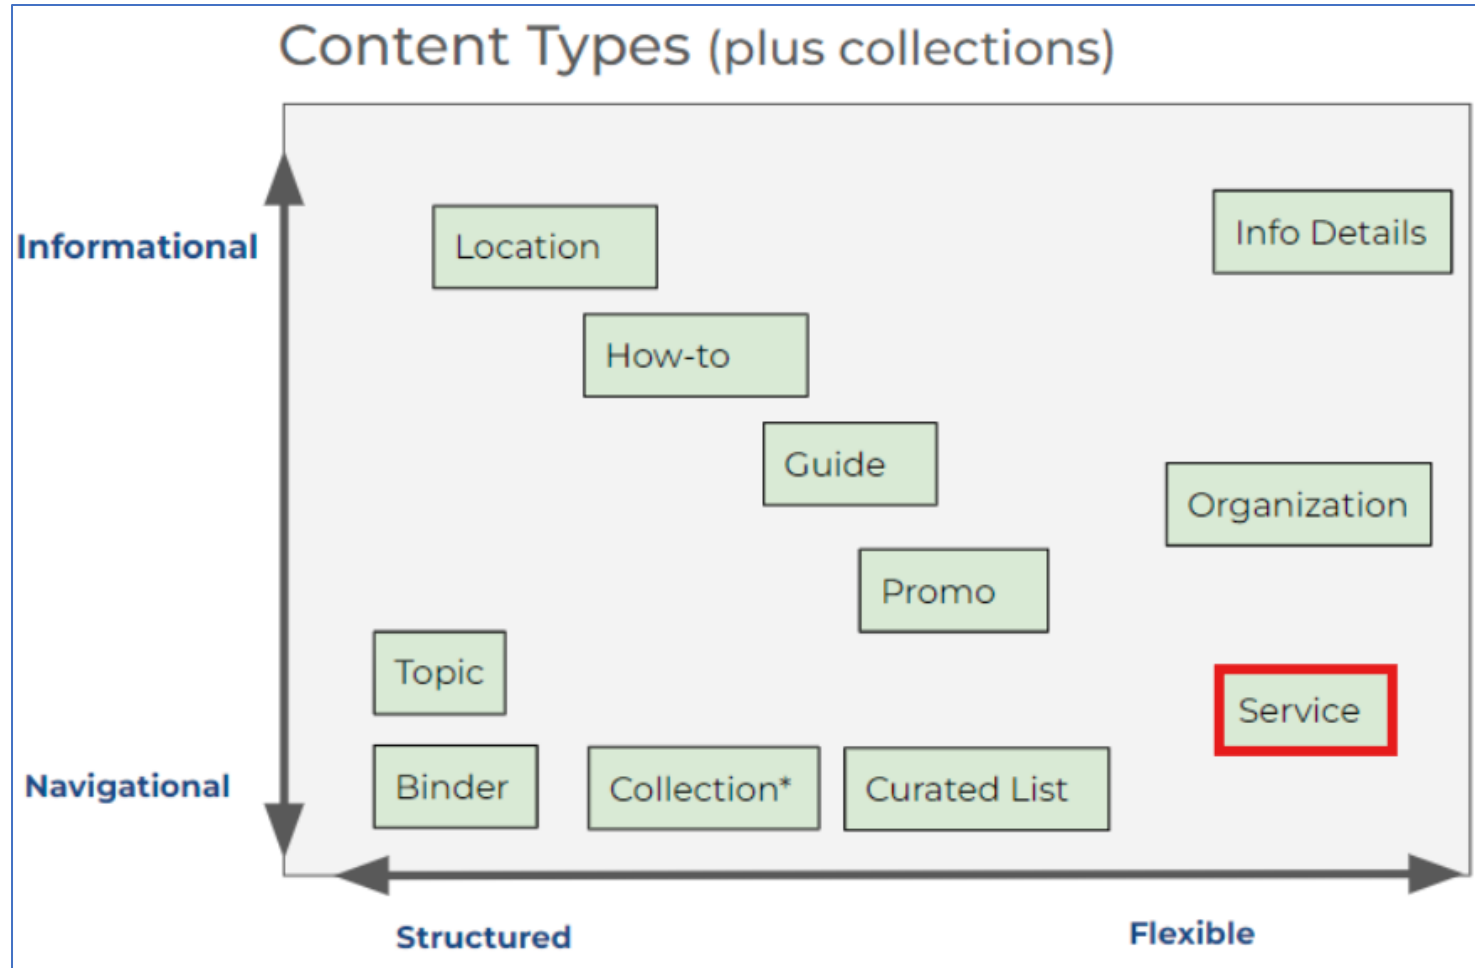 Content Types (plus collections)
Informational
Location
Info Details
How-to
Guide
Organization
Promo
Topic
Service
Navigational
Binder
Collection*
Curated List
Structured
Flexible